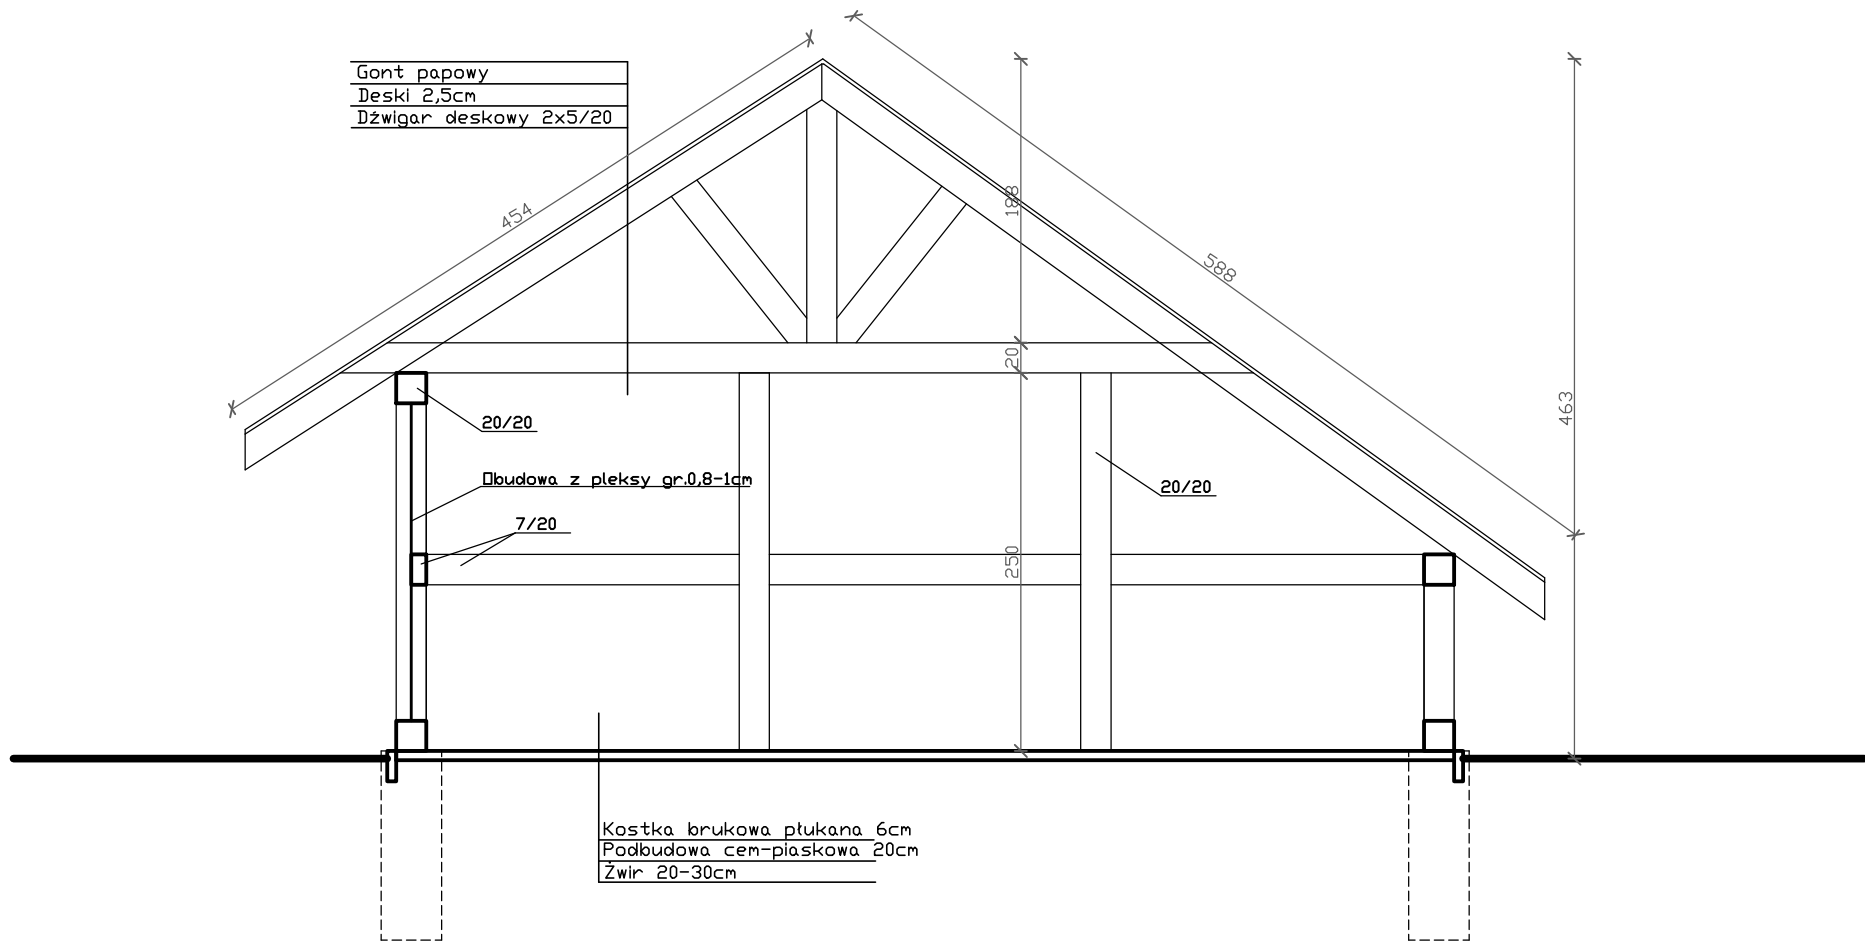 Gont papowy
Deski 2,5cm
Dźwigar deskowy 2x5/20
454
188
588
20
463
20/20
Obudowa z pleksy gr.0,8-1cm
20/20
7/20
250
Kostka brukowa płukana 6cm
Podbudowa cem-piaskowa 20cm
Żwir 20-30cm